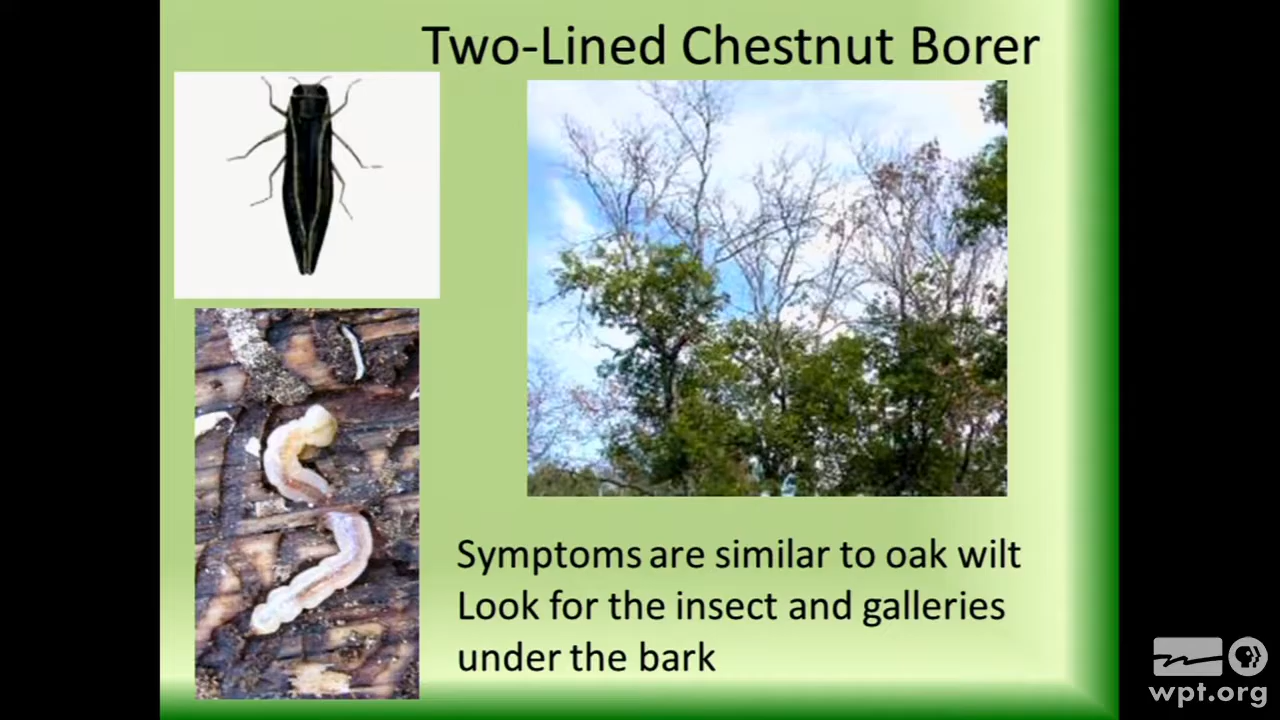 Two-Lined Chestnut Borer
Symptoms are similar to oak wilt
Look for the insect and galleries
under the bark
wpt.org